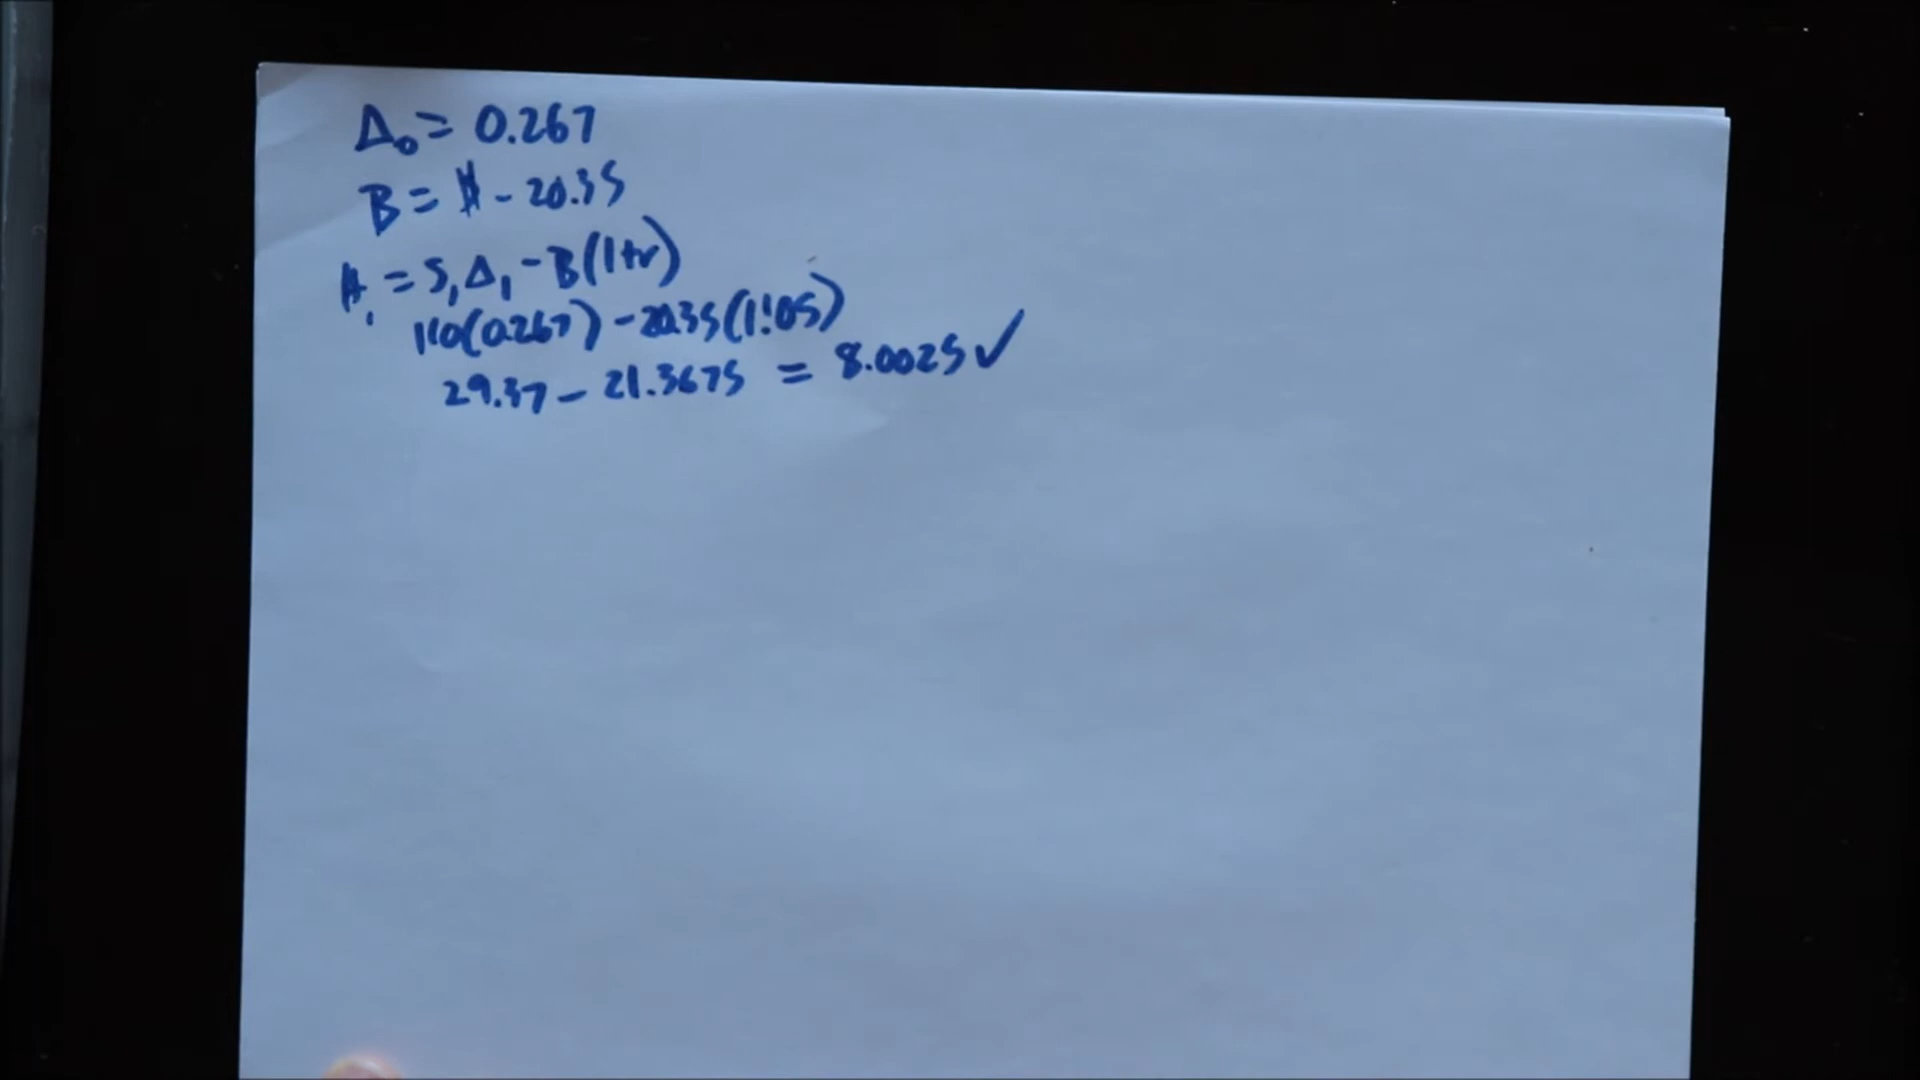 Δ₀ = 0.267
B = - 20.35
= S₁Δ₁ - B(1+r)
110(0.267) - 20.35(1.05)
29.37 - 21.3675 = 8.0025 ✓